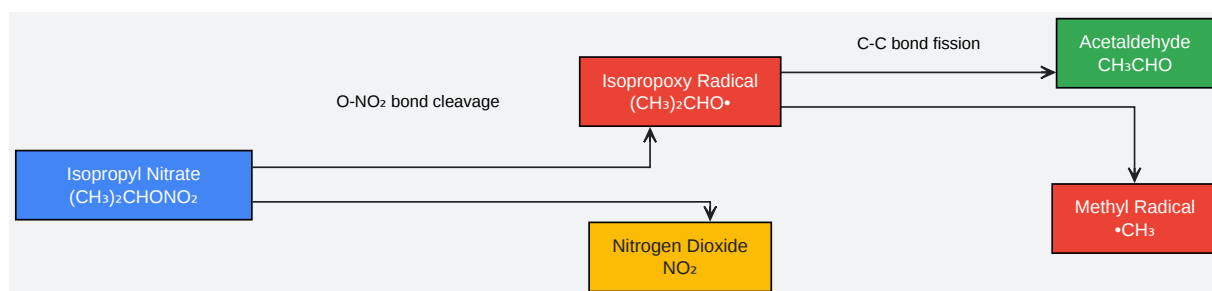 Isopropyl Nitrate
(CH₃)₂CHONO₂
O-NO₂ bond cleavage
Isopropoxy Radical
(CH₃)₂CHO•
Nitrogen Dioxide
NO₂
C-C bond fission
Acetaldehyde
CH₃CHO
Methyl Radical
•CH₃